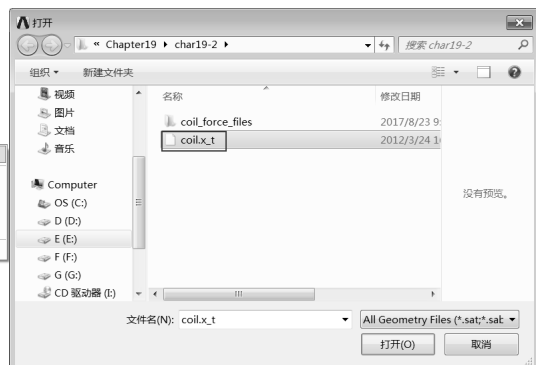 打开
« Chapter19 ▸ char19-2 ▸
搜索 char19-2
组织
新建文件夹
视频
图片
文档
音乐
Computer
OS (C:)
D (D:)
E (E:)
F (F:)
G (G:)
CD 驱动器 (I:)
名称
修改日期
coil_force_files
2017/8/23 9:
coil.x_t
2012/3/24 1
没有预览。
文件名(N): coil.x_t
All Geometry Files (*.sat;*.sab
打开(O)
取消